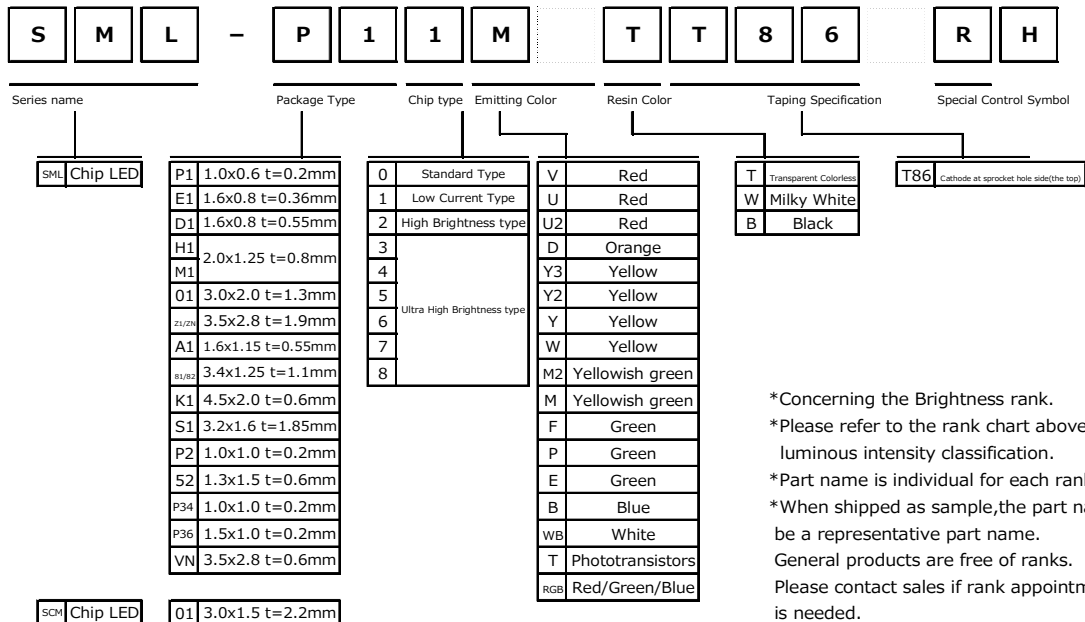 S M L – P 1 1 M T T 8 6 R H
Series name Package Type Chip type Emitting Color Resin Color Taping Specification Special Control Symbol
SML Chip LED
P1 1.0x0.6 t=0.2mm
E1 1.6x0.8 t=0.36mm
D1 1.6x0.8 t=0.55mm
H1
M1 2.0x1.25 t=0.8mm
01 3.0x2.0 t=1.3mm
Z1/ZN 3.5x2.8 t=1.9mm
A1 1.6x1.15 t=0.55mm
81/82 3.4x1.25 t=1.1mm
K1 4.5x2.0 t=0.6mm
S1 3.2x1.6 t=1.85mm
P2 1.0x1.0 t=0.2mm
52 1.3x1.5 t=0.6mm
P34 1.0x1.0 t=0.2mm
P36 1.5x1.0 t=0.2mm
VN 3.5x2.8 t=0.6mm
0 Standard Type
1 Low Current Type
2 High Brightness type
3
4
5
Ultra High Brightness type
6
7
8
V Red
U Red
U2 Red
D Orange
Y3 Yellow
Y2 Yellow
Y Yellow
W Yellow
M2 Yellowish green
M Yellowish green
F Green
P Green
E Green
B Blue
WB White
T Phototransistors
RGB Red/Green/Blue
T Transparent Colorless
W Milky White
B Black
T86 Cathode at sprocket hole side(the top)
*Concerning the Brightness rank.
*Please refer to the rank chart above
luminous intensity classification.
*Part name is individual for each
*When shipped as sample,the part
be a representative part name.
General products are free of ranks.
Please contact sales if rank
is needed.
SCM Chip LED
01 3.0x1.5 t=2.2mm